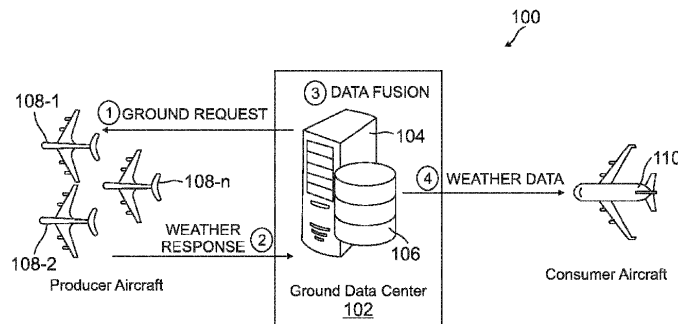 100
108-1
① GROUND REQUEST
③ DATA FUSION
104
108-n
④ WEATHER DATA
110
WEATHER
RESPONSE ②
106
108-2
Producer Aircraft
Ground Data Center
102
Consumer Aircraft